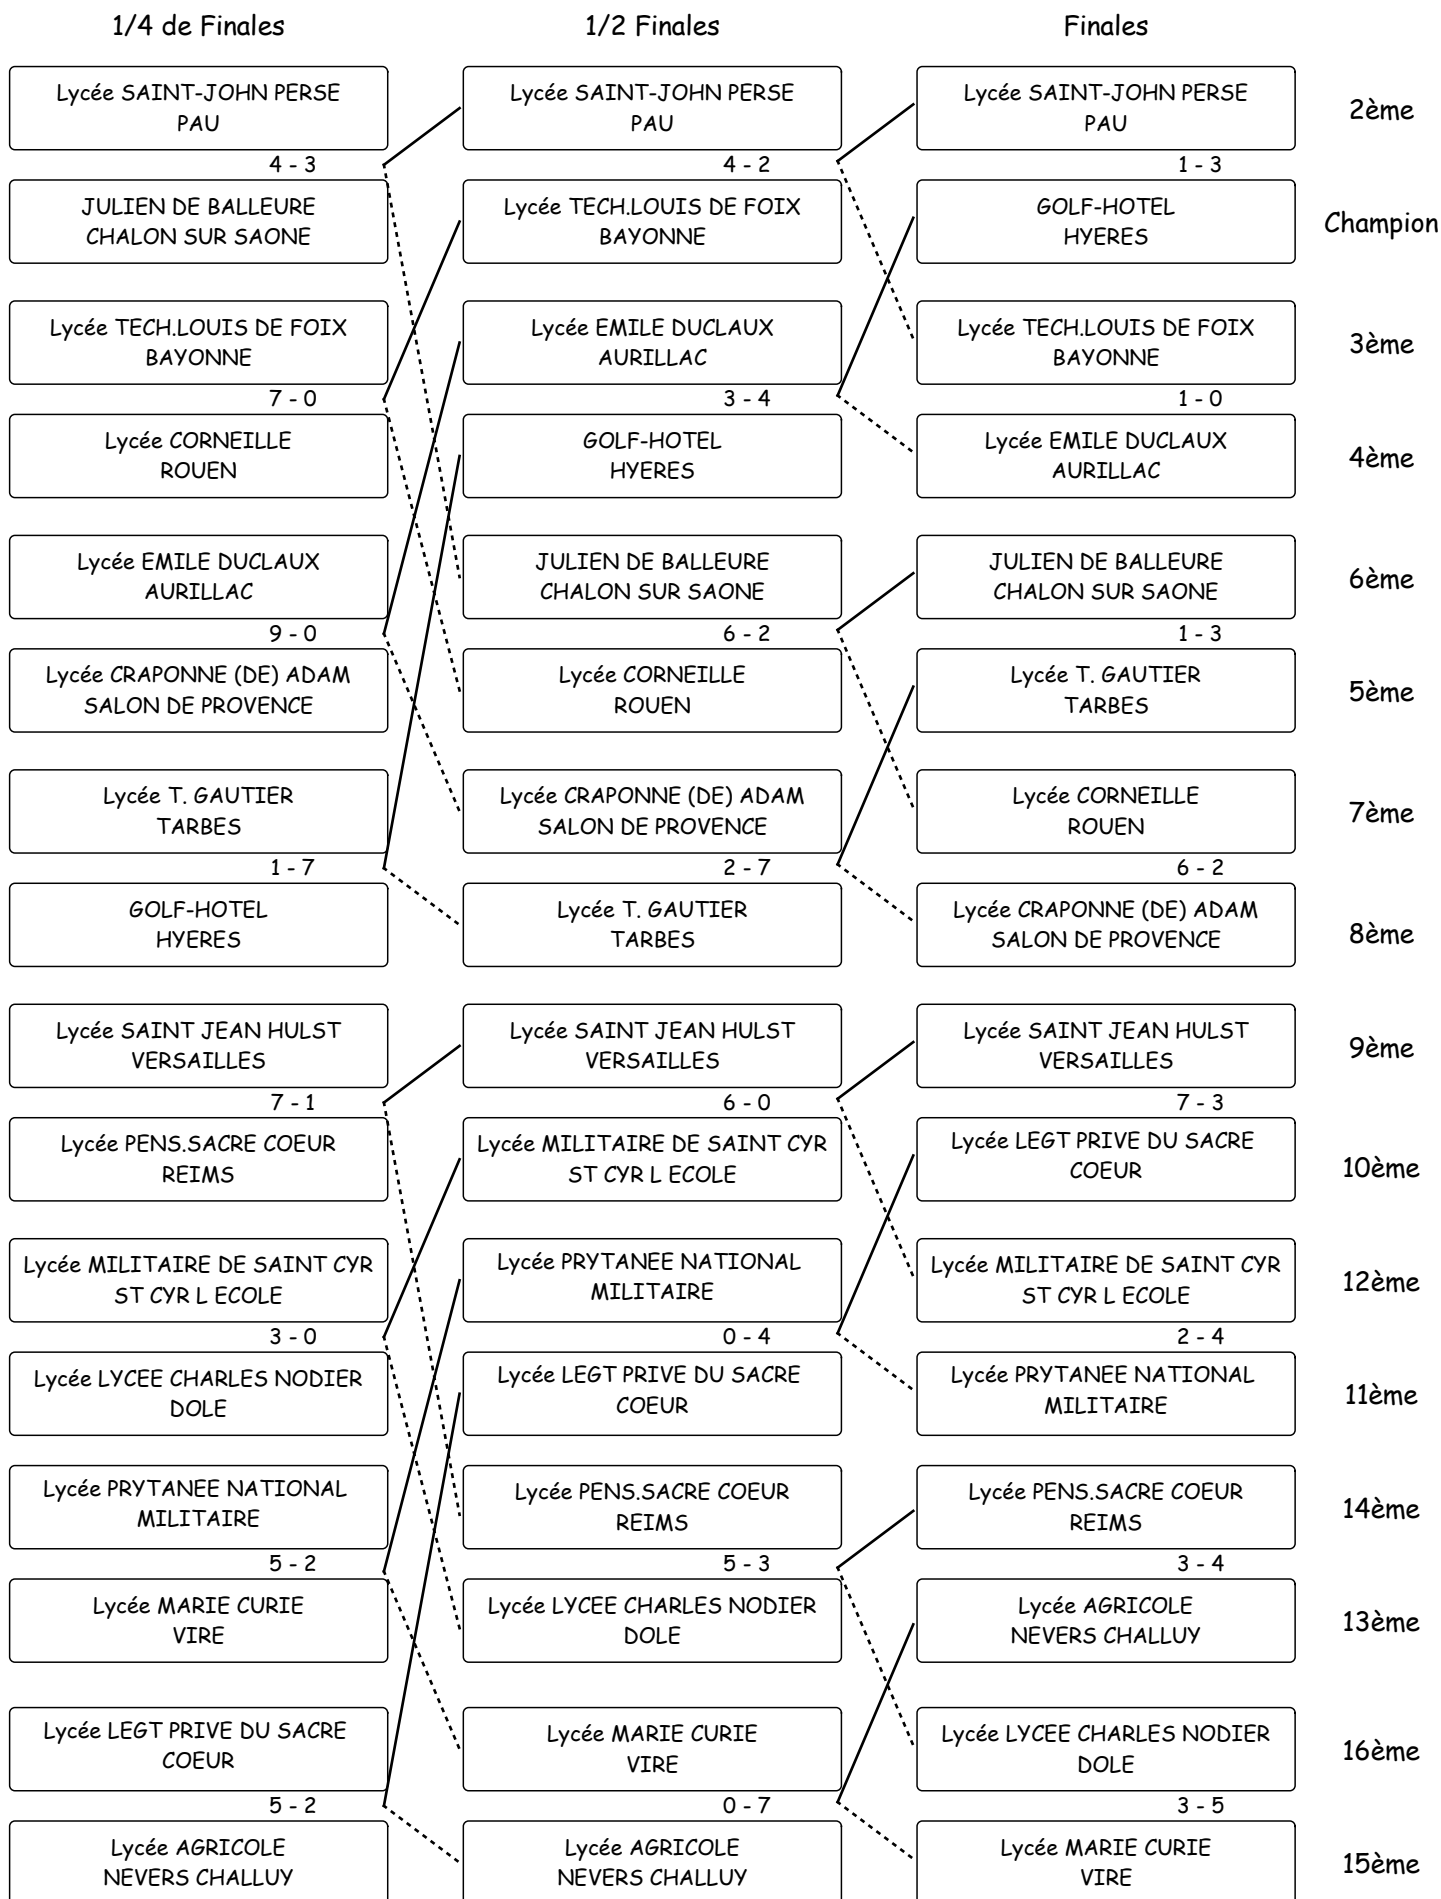 1/4 de Finales
1/2 Finales
Finales
Lycée SAINT-JOHN PERSE
PAU
4 - 3
JULIEN DE BALLEURE
CHALON SUR SAONE
Lycée TECH.LOUIS DE FOIX
BAYONNE
7 - 0
Lycée CORNEILLE
ROUEN
Lycée EMILE DUCLAUX
AURILLAC
9 - 0
Lycée CRAPONNE (DE) ADAM
SALON DE PROVENCE
Lycée T. GAUTIER
TARBES
1 - 7
GOLF-HOTEL
HYERES
Lycée SAINT JEAN HULST
VERSAILLES
7 - 1
Lycée PENS.SACRE COEUR
REIMS
Lycée MILITAIRE DE SAINT CYR
ST CYR L ECOLE
3 - 0
Lycée LYCEE CHARLES NODIER
DOLE
Lycée PRYTANEE NATIONAL
MILITAIRE
5 - 2
Lycée MARIE CURIE
VIRE
Lycée LEGT PRIVE DU SACRE
COEUR
5 - 2
Lycée AGRICOLE
NEVERS CHALLUY
Lycée SAINT-JOHN PERSE
PAU
4 - 2
Lycée TECH.LOUIS DE FOIX
BAYONNE
Lycée EMILE DUCLAUX
AURILLAC
3 - 4
GOLF-HOTEL
HYERES
JULIEN DE BALLEURE
CHALON SUR SAONE
6 - 2
Lycée CORNEILLE
ROUEN
Lycée CRAPONNE (DE) ADAM
SALON DE PROVENCE
2 - 7
Lycée T. GAUTIER
TARBES
Lycée SAINT JEAN HULST
VERSAILLES
6 - 0
Lycée MILITAIRE DE SAINT CYR
ST CYR L ECOLE
Lycée PRYTANEE NATIONAL
MILITAIRE
0 - 4
Lycée LEGT PRIVE DU SACRE
COEUR
Lycée PENS.SACRE COEUR
REIMS
5 - 3
Lycée LYCEE CHARLES NODIER
DOLE
Lycée MARIE CURIE
VIRE
0 - 7
Lycée AGRICOLE
NEVERS CHALLUY
Lycée SAINT-JOHN PERSE
PAU
2ème
1 - 3
GOLF-HOTEL
HYERES
Champion
Lycée TECH.LOUIS DE FOIX
BAYONNE
3ème
1 - 0
Lycée EMILE DUCLAUX
AURILLAC
4ème
JULIEN DE BALLEURE
CHALON SUR SAONE
6ème
1 - 3
Lycée T. GAUTIER
TARBES
5ème
Lycée CORNEILLE
ROUEN
7ème
6 - 2
Lycée CRAPONNE (DE) ADAM
SALON DE PROVENCE
8ème
Lycée SAINT JEAN HULST
VERSAILLES
9ème
7 - 3
Lycée LEGT PRIVE DU SACRE
COEUR
10ème
Lycée MILITAIRE DE SAINT CYR
ST CYR L ECOLE
12ème
2 - 4
Lycée PRYTANEE NATIONAL
MILITAIRE
11ème
Lycée PENS.SACRE COEUR
REIMS
14ème
3 - 4
Lycée AGRICOLE
NEVERS CHALLUY
13ème
Lycée LYCEE CHARLES NODIER
DOLE
16ème
3 - 5
Lycée MARIE CURIE
VIRE
15ème